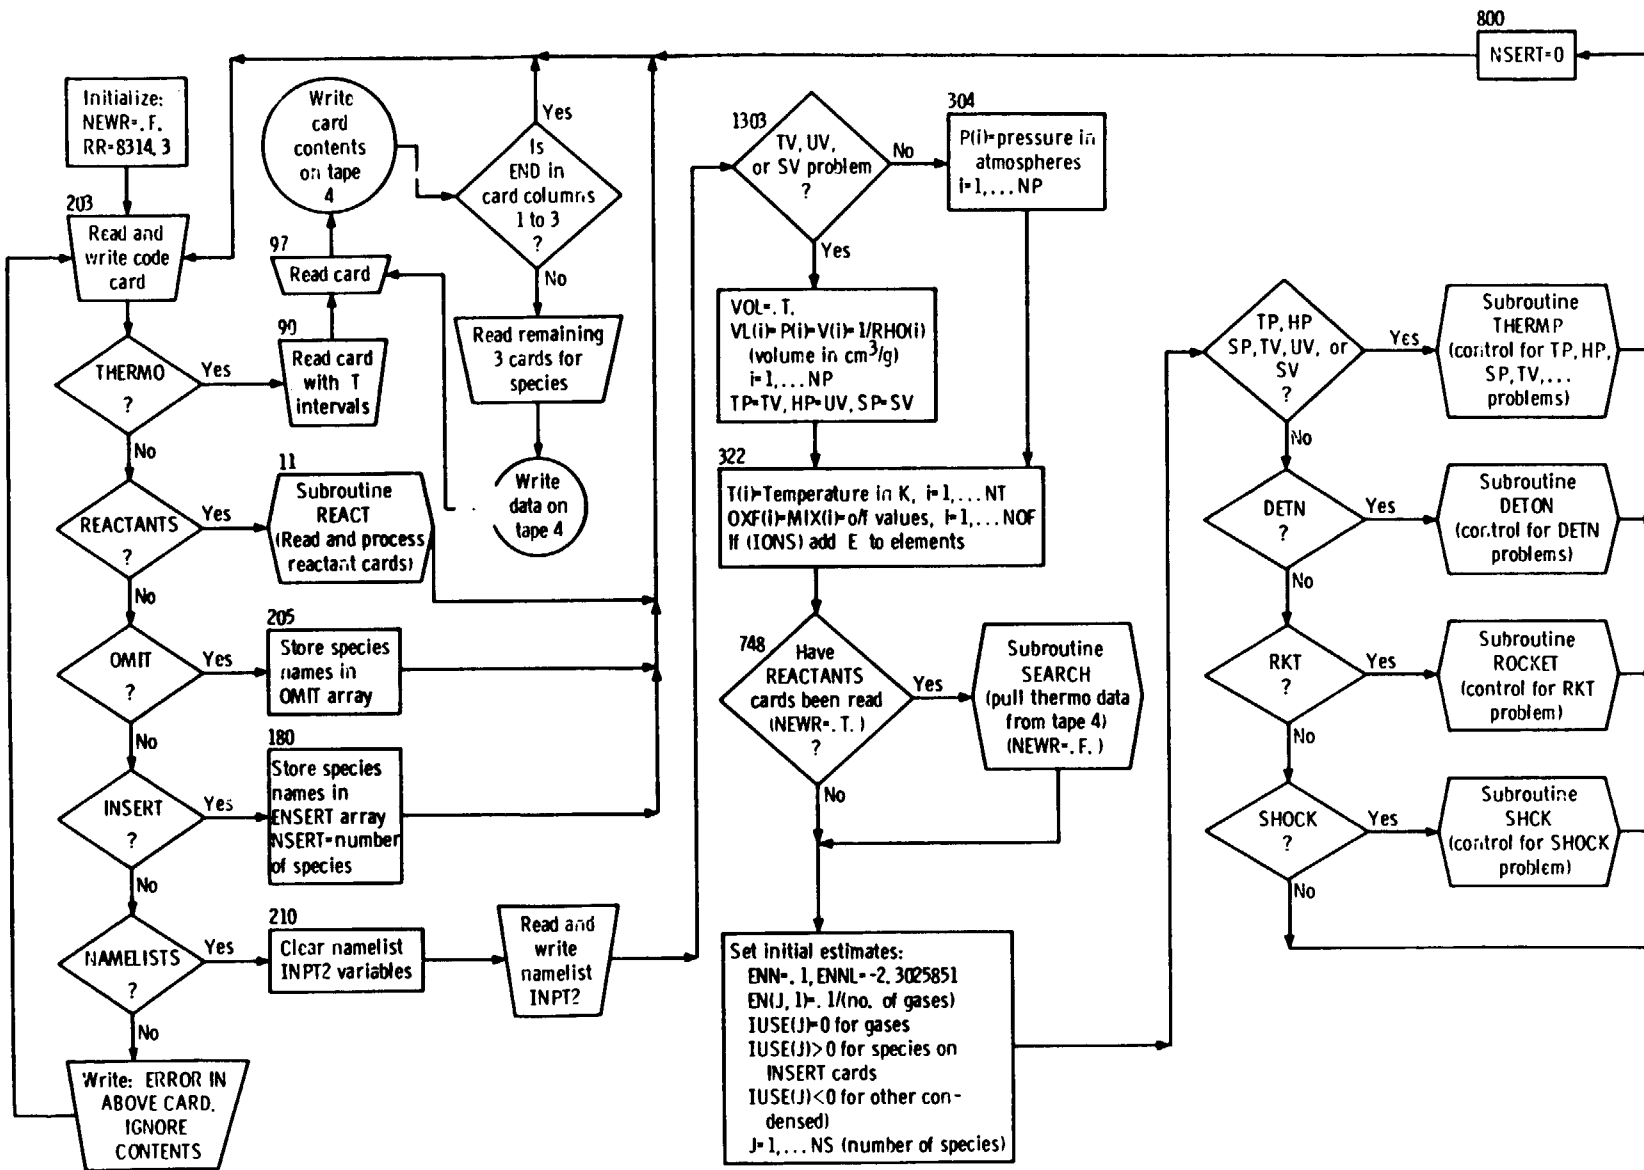 800
NSERT=0
Initialize:
NEWR=.F.
RR=8314.3
203
Read and
write code
card
THERMO
?
Yes
No
90
Read card
with T
intervals
97
Read card
Write
card
contents
on tape
4
Yes
Is
END in
card columns
1 to 3
?
No
Read remaining
3 cards for
species
Write
data on
tape 4
REACTANTS
?
Yes
No
11
Subroutine
REACT
(Read and process
reactant cards)
OMIT
?
Yes
No
205
Store species
names in
OMIT array
INSERT
?
Yes
No
180
Store species
names in
ENSERT array
NSERT=number
of species
NAMELISTS
?
Yes
No
210
Clear namelist
INPT2 variables
Read and
write
namelist
INPT2
Write: ERROR IN
ABOVE CARD.
IGNORE
CONTENTS
1303
TV, UV,
or SV problem
?
No
Yes
304
P(i)=pressure in
atmospheres
i=1,...NP
VOL=.T.
VL(i)=P(i)=V(i)=1/RHO(i)
(volume in cm³/g)
i=1,...NP
TP=TV, HP=UV, SP=SV
322
T(i)=Temperature in K, i=1,...NT
OXF(i)=MIX(i)=o/f values, i=1,...NOF
If (IONS) add E to elements
748
Have
REACTANTS
cards been read
(NEWR=.T.)
?
Yes
No
Subroutine
SEARCH
(pull thermo data
from tape 4)
(NEWR=.F.)
Set initial estimates:
ENN=.1, ENNL=-2.3025851
EN(J,1)=.1/(no. of gases)
IUSE(J)=0 for gases
IUSE(J)>0 for species on
INSERT cards
IUSE(J)<0 for other con-
densed)
J=1,...NS (number of species)
TP, HP
SP, TV, UV, or
SV
?
Yes
No
Subroutine
THERMP
(control for TP, HP,
SP, TV,...
problems)
DETN
?
Yes
No
Subroutine
DETON
(control for DETN
problems)
RKT
?
Yes
No
Subroutine
ROCKET
(control for RKT
problem)
SHOCK
?
Yes
No
Subroutine
SHCK
(control for SHOCK
problem)